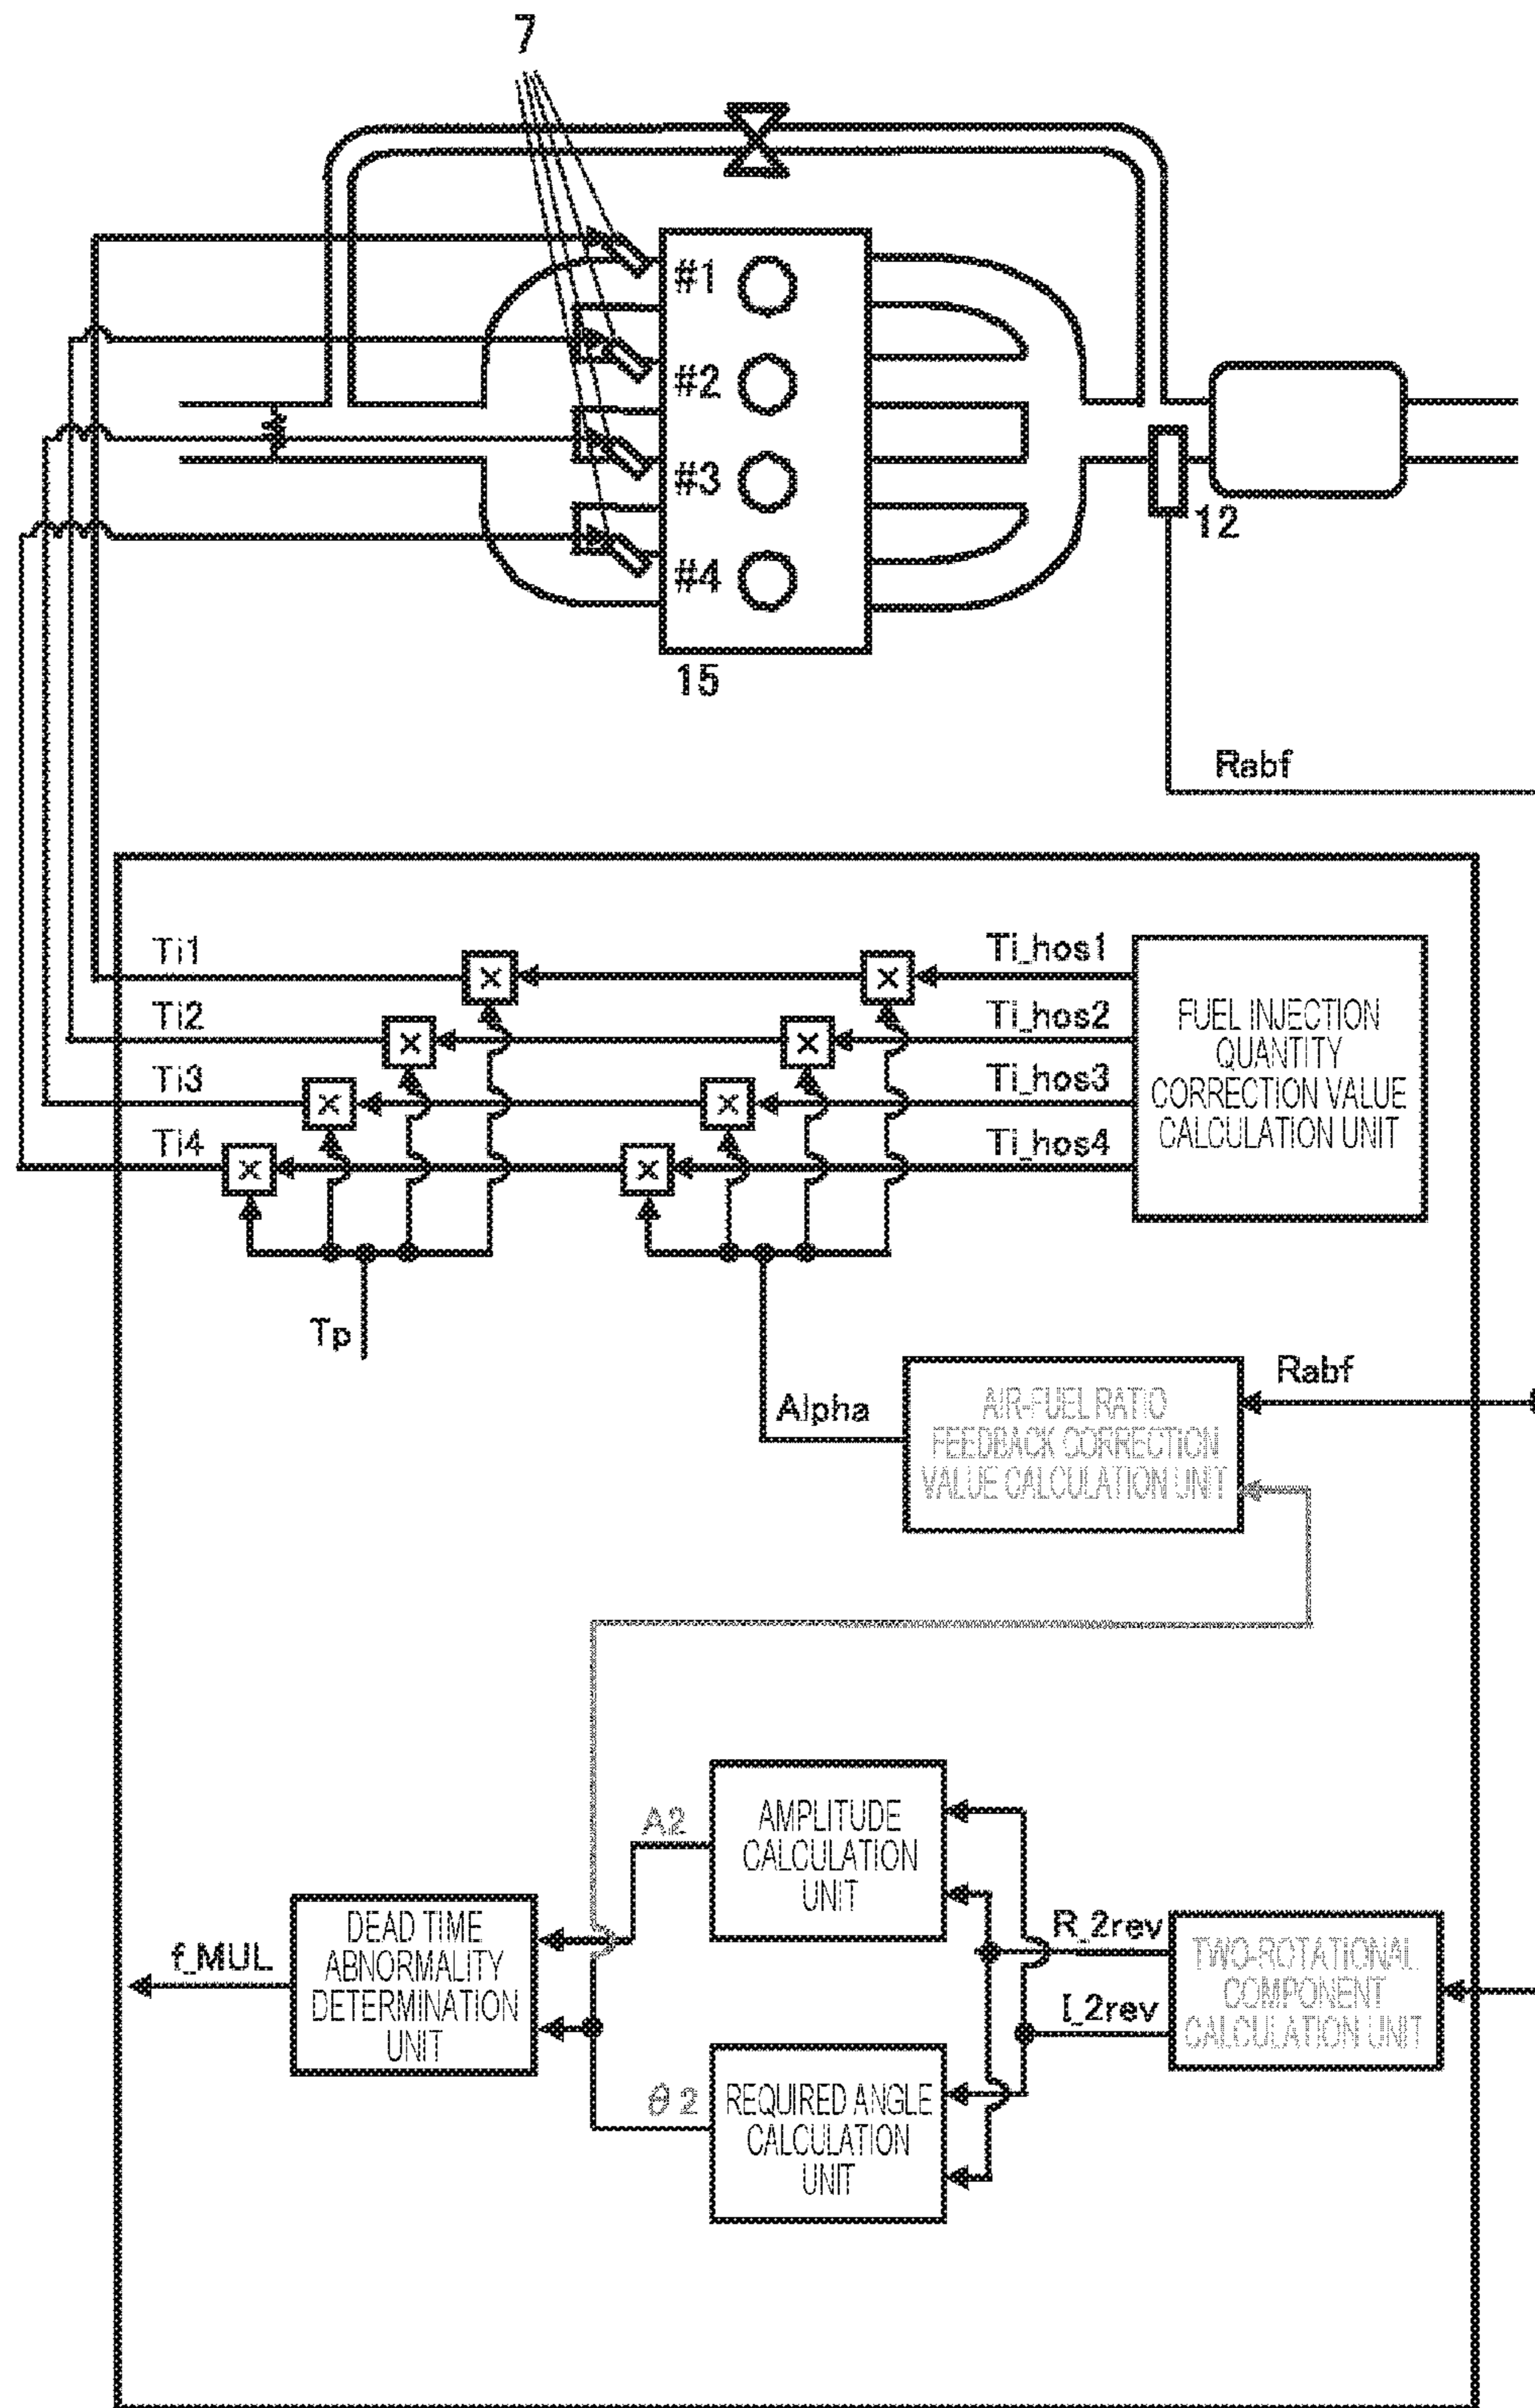 7
#1
#2
#3
#4
12
15
Rabf
Ti1
Ti_hos1
Ti2
Ti_hos2
Ti3
Ti_hos3
Ti4
Ti_hos4
FUEL INJECTION
QUANTITY
CORRECTION VALUE
CALCULATION UNIT
×
×
×
×
×
×
×
×
Tp
Alpha
AIR-FUEL RATIO
FEEDBACK CORRECTION
VALUE CALCULATION UNIT
Rabf
A2
AMPLITUDE
CALCULATION
UNIT
f_MUL
DEAD TIME
ABNORMALITY
DETERMINATION
UNIT
R_2rev
I_2rev
TWO-ROTATIONAL
COMPONENT
CALCULATION UNIT
θ2
REQUIRED ANGLE
CALCULATION
UNIT